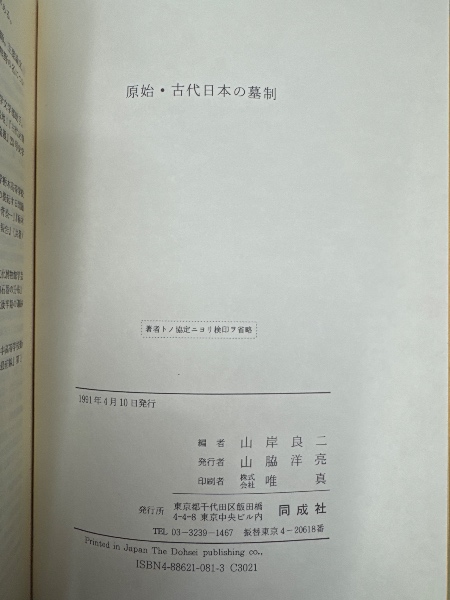 原始・古代日本の墓制
著者トノ協定ニヨリ検印ヲ省略
1991年4月10日発行
編者 山岸良二
発行者 山脇洋亮
印刷者 株式会社 唯真
発行所 東京都千代田区飯田橋 4-4-8 東京中央ビル内 同成社
TEL 03-3239-1467 振替東京4-20618番
Printed in Japan The Dohsei publishing co.,
ISBN4-88621-081-3 C3021